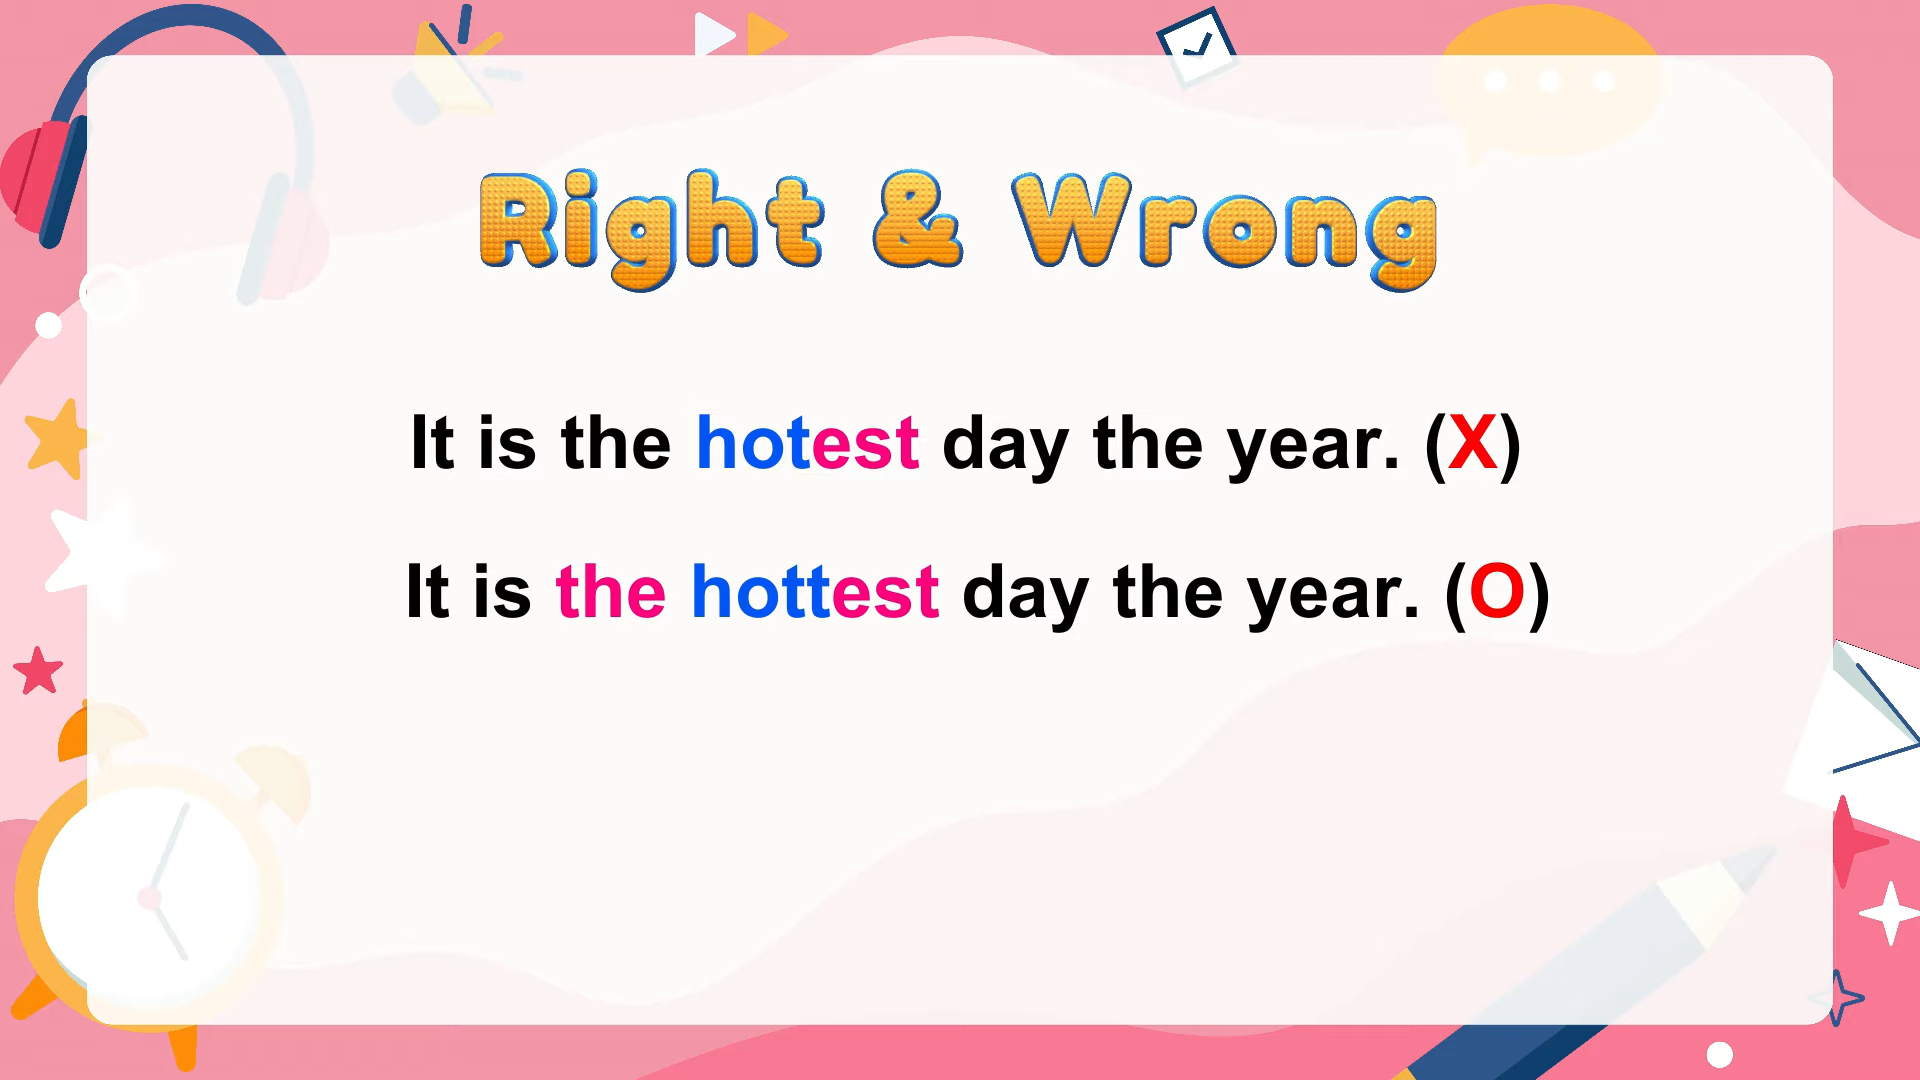 Right & Wrong
It is the hotest day the year. (X)
It is the hottest day the year. (O)